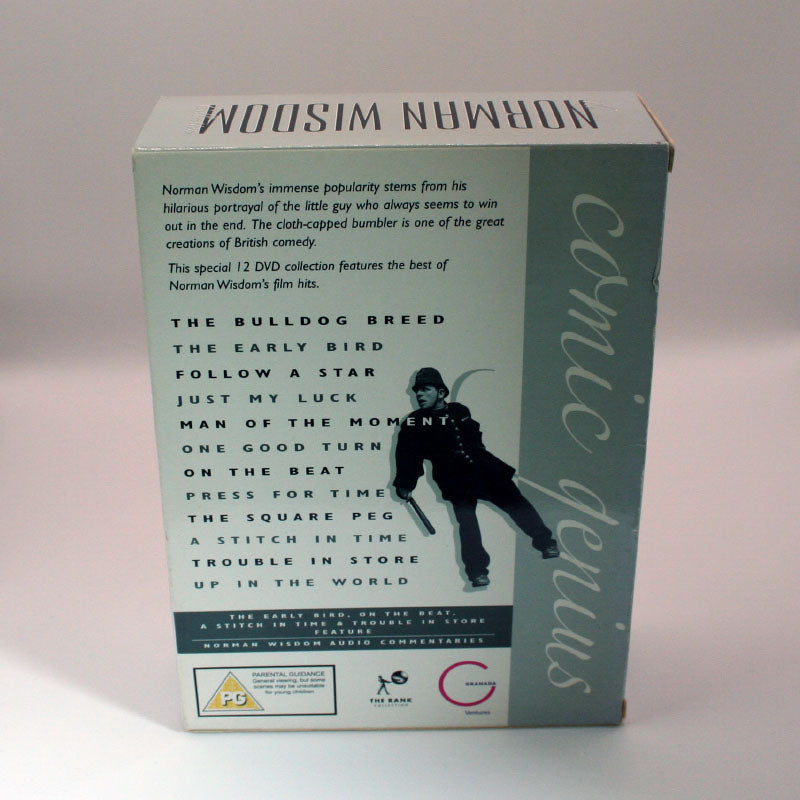 NORMAN WISDOM
Norman Wisdom's immense popularity stems from his
hilarious portrayal of the little guy who always seems to win
out in the end. The cloth-capped bumbler is one of the great
creations of British comedy.
This special 12 DVD collection features the best of
Norman Wisdom's film hits.
THE BULLDOG BREED
THE EARLY BIRD
FOLLOW A STAR
JUST MY LUCK
MAN OF THE MOMENT
ONE GOOD TURN
ON THE BEAT
PRESS FOR TIME
THE SQUARE PEG
A STITCH IN TIME
TROUBLE IN STORE
UP IN THE WORLD
THE EARLY BIRD, ON THE BEAT,
A STITCH IN TIME & TROUBLE IN STORE
FEATURE
NORMAN WISDOM AUDIO COMMENTARIES
PG
PARENTAL GUIDANCE
General viewing, but some
scenes may be unsuitable
for young children
THE RANK
COLLECTION
GRANADA
Ventures
comic genius